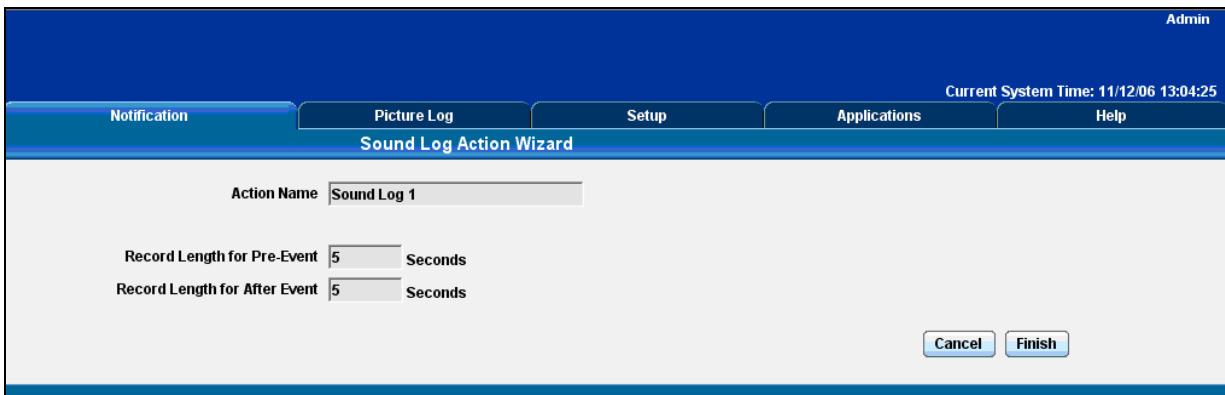 Admin
Current System Time: 11/12/06 13:04:25
Notification Picture Log Setup Applications Help
Sound Log Action Wizard
Action Name Sound Log 1
Record Length for Pre-Event 5 Seconds
Record Length for After Event 5 Seconds
Cancel Finish